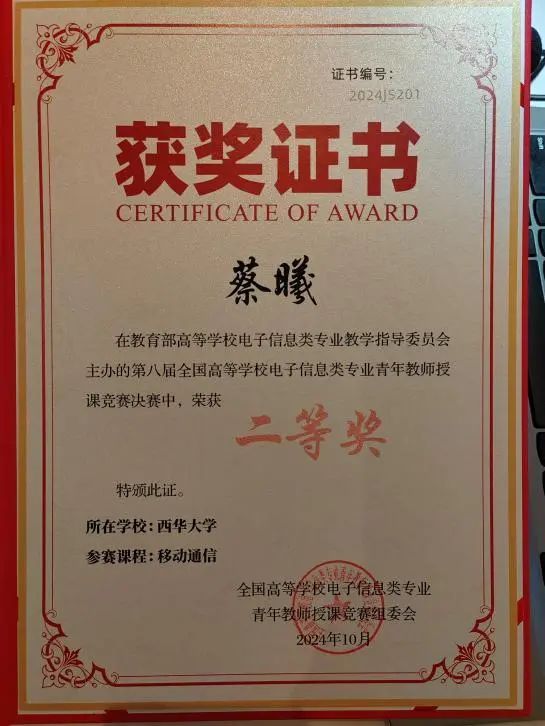 证书编号：
2024JS201
获奖证书
CERTIFICATE OF AWARD
蔡曦
在教育部高等学校电子信息类专业教学指导委员会
主办的第八届全国高等学校电子信息类专业青年教师授
课竞赛决赛中，荣获
二等奖
特颁此证。
所在学校：西华大学
参赛课程：移动通信
全国高等学校电子信息类专业
青年教师授课竞赛组委会
2024年10月